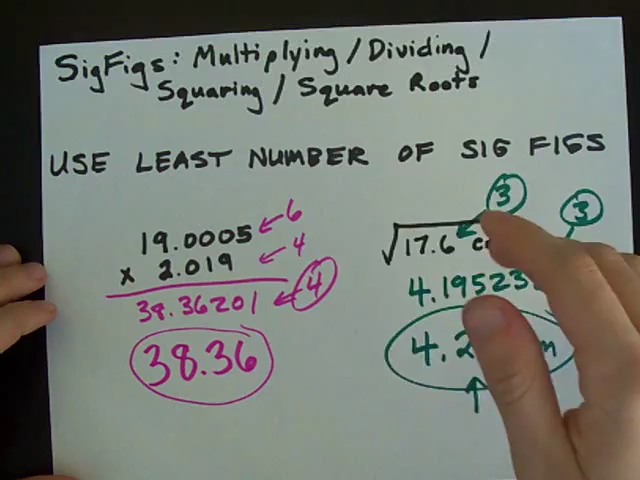 SigFigs: Multiplying / Dividing /
Squaring / Square Roots
USE LEAST NUMBER OF SIG FIGS
19.0005 ← 6
x 2.019 ← 4
38.36201 ← 4
38.36
3
3
√17.6
4.19523
4.2